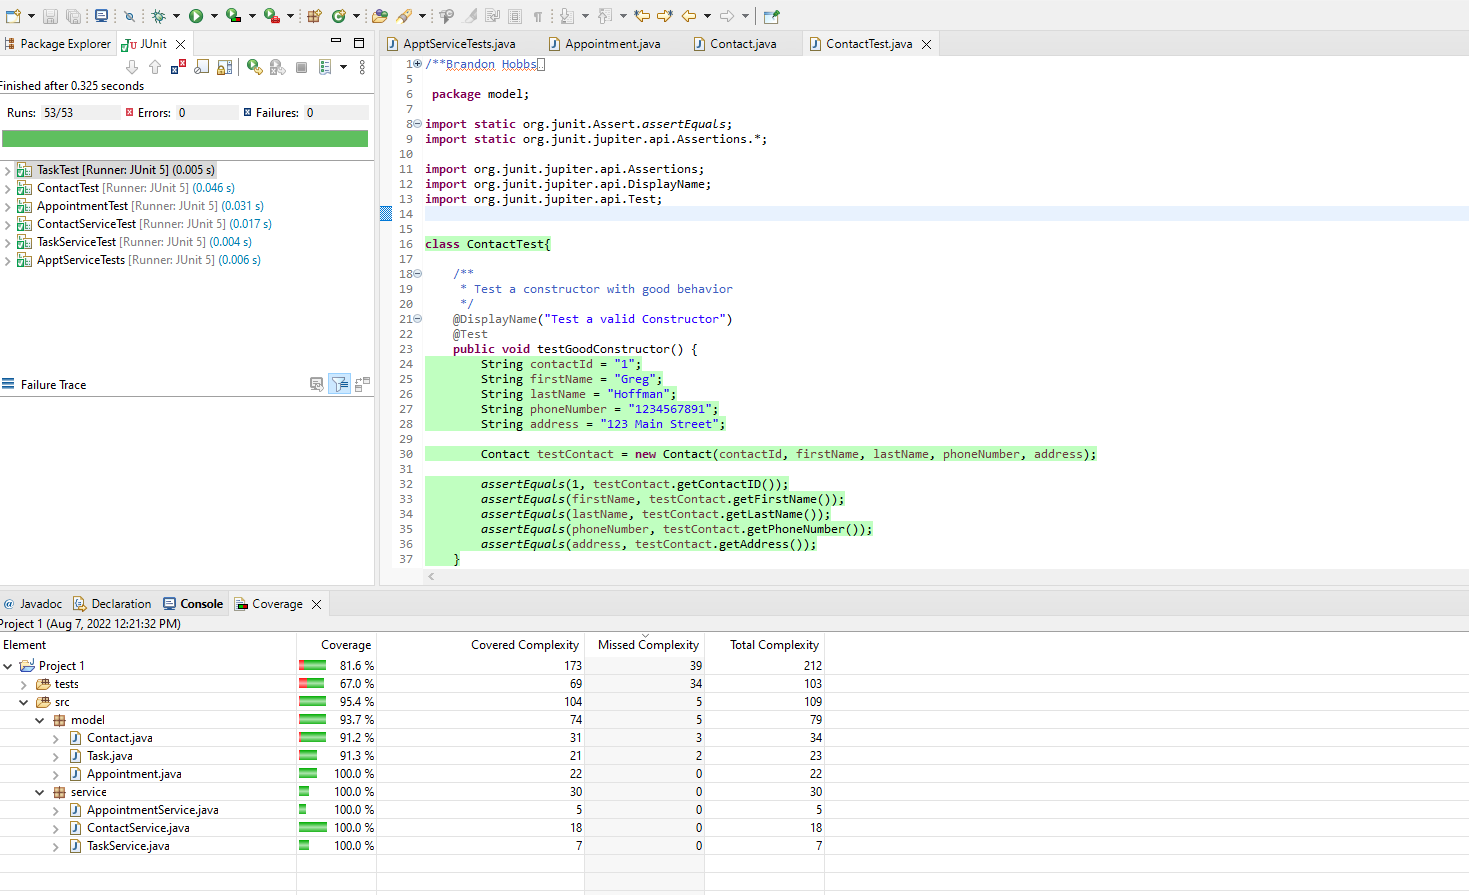 Package Explorer
JUnit
Finished after 0.325 seconds
Runs: 53/53
Errors: 0
Failures: 0
TaskTest [Runner: JUnit 5] (0.005 s)
ContactTest [Runner: JUnit 5] (0.046 s)
AppointmentTest [Runner: JUnit 5] (0.031 s)
ContactServiceTest [Runner: JUnit 5] (0.017 s)
TaskServiceTest [Runner: JUnit 5] (0.004 s)
ApptServiceTests [Runner: JUnit 5] (0.006 s)
Failure Trace
ApptServiceTests.java
Appointment.java
Contact.java
ContactTest.java
1 /**Brandon Hobbs
5
6 package model;
7
8 import static org.junit.Assert.assertEquals;
9 import static org.junit.jupiter.api.Assertions.*;
10
11 import org.junit.jupiter.api.Assertions;
12 import org.junit.jupiter.api.DisplayName;
13 import org.junit.jupiter.api.Test;
14
15
16 class ContactTest{
17
18 /**
19 * Test a constructor with good behavior
20 */
21 @DisplayName("Test a valid Constructor")
22 @Test
23 public void testGoodConstructor() {
24 String contactId = "1";
25 String firstName = "Greg";
26 String lastName = "Hoffman";
27 String phoneNumber = "1234567891";
28 String address = "123 Main Street";
29
30 Contact testContact = new Contact(contactId, firstName, lastName, phoneNumber, address);
31
32 assertEquals(1, testContact.getContactID());
33 assertEquals(firstName, testContact.getFirstName());
34 assertEquals(lastName, testContact.getLastName());
35 assertEquals(phoneNumber, testContact.getPhoneNumber());
36 assertEquals(address, testContact.getAddress());
37 }
@ Javadoc
Declaration
Console
Coverage
Project 1 (Aug 7, 2022 12:21:32 PM)
Element Coverage Covered Complexity Missed Complexity Total Complexity
Project 1 81.6 % 173 39 212
tests 67.0 % 69 34 103
src 95.4 % 104 5 109
model 93.7 % 74 5 79
Contact.java 91.2 % 31 3 34
Task.java 91.3 % 21 2 23
Appointment.java 100.0 % 22 0 22
service 100.0 % 30 0 30
AppointmentService.java 100.0 % 5 0 5
ContactService.java 100.0 % 18 0 18
TaskService.java 100.0 % 7 0 7